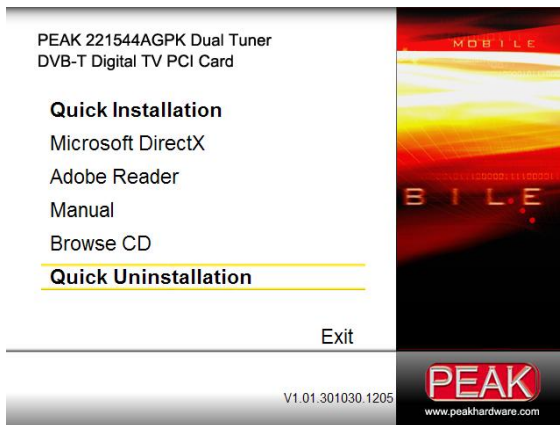 PEAK 221544AGPK Dual Tuner
DVB-T Digital TV PCI Card
MOBILE
Quick Installation
Microsoft DirectX
Adobe Reader
Manual
BILE
Browse CD
Quick Uninstallation
Exit
V1.01.301030.1205
PEAK
www.peakhardware.com